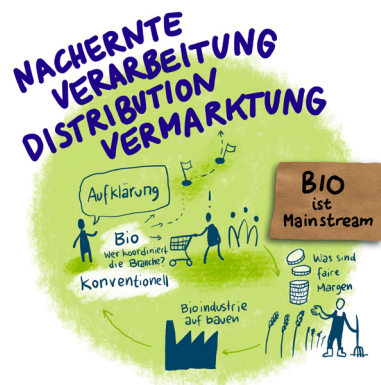 NACHERNTE
VERARBEITUNG
DISTRIBUTION
VERMARKTUNG
Aufklärung
BIO
ist
Mainstream
Bio
Wer koordiniert
die Branche?
Konventionell
Was sind
faire
Margen
Bioindustrie
auf bauen